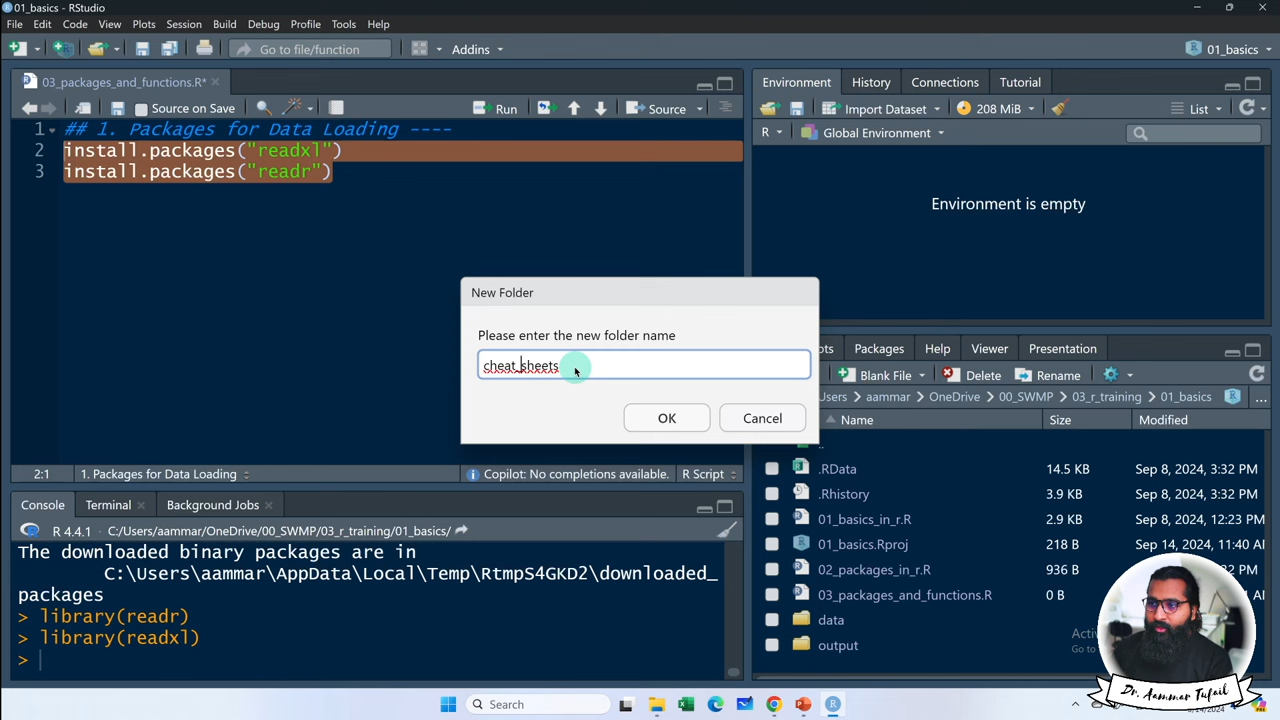 01_basics - RStudio
File Edit Code View Plots Session Build Debug Profile Tools Help
Go to file/function Addins 01_basics
03_packages_and_functions.R*
Source on Save Run Source
1 ## 1. Packages for Data Loading ----
2 install.packages("readxl")
3 install.packages("readr")
2:1 1. Packages for Data Loading Copilot: No completions available. R Script
Console Terminal Background Jobs
R 4.4.1 · C:/Users/aammar/OneDrive/00_SWMP/03_r_training/01_basics/
The downloaded binary packages are in
C:\Users\aammar\AppData\Local\Temp\RtmpS4GKD2\downloaded_
packages
> library(readr)
> library(readxl)
>
Environment History Connections Tutorial
Import Dataset 208 MiB List
R Global Environment
Environment is empty
New Folder
Please enter the new folder name
cheat sheets
OK Cancel
ots Packages Help Viewer Presentation
Blank File Delete Rename
Users aammar OneDrive 00_SWMP 03_r_training 01_basics ...
Name Size Modified
..
.RData 14.5 KB Sep 8, 2024, 3:32 PM
.Rhistory 3.9 KB Sep 8, 2024, 3:32 PM
01_basics_in_r.R 2.9 KB Sep 8, 2024, 12:23 PM
01_basics.Rproj 218 B Sep 14, 2024, 11:40 A
02_packages_in_r.R 936 B Sep 8, 2024, 3:32 PM
03_packages_and_functions.R 0 B
data
output
Dr. Aammar Tufail
Search